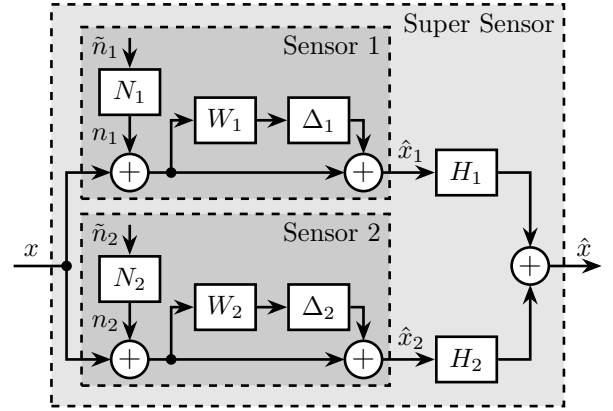 Super Sensor
Sensor 1
ñ₁
N₁
n₁
W₁
Δ₁
+
+
x̂₁
H₁
Sensor 2
ñ₂
N₂
n₂
W₂
Δ₂
+
+
x̂₂
H₂
x
+
x̂